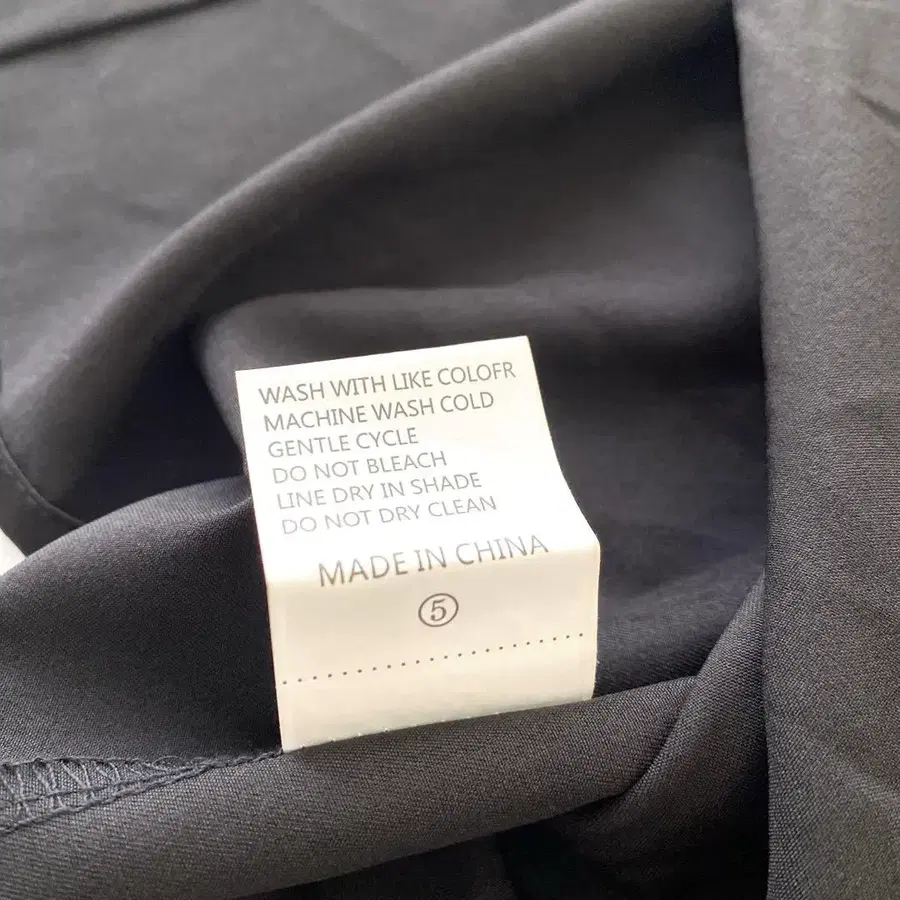 WASH WITH LIKE COLOFR
MACHINE WASH COLD
GENTLE CYCLE
DO NOT BLEACH
LINE DRY IN SHADE
DO NOT DRY CLEAN
MADE IN CHINA
⑤